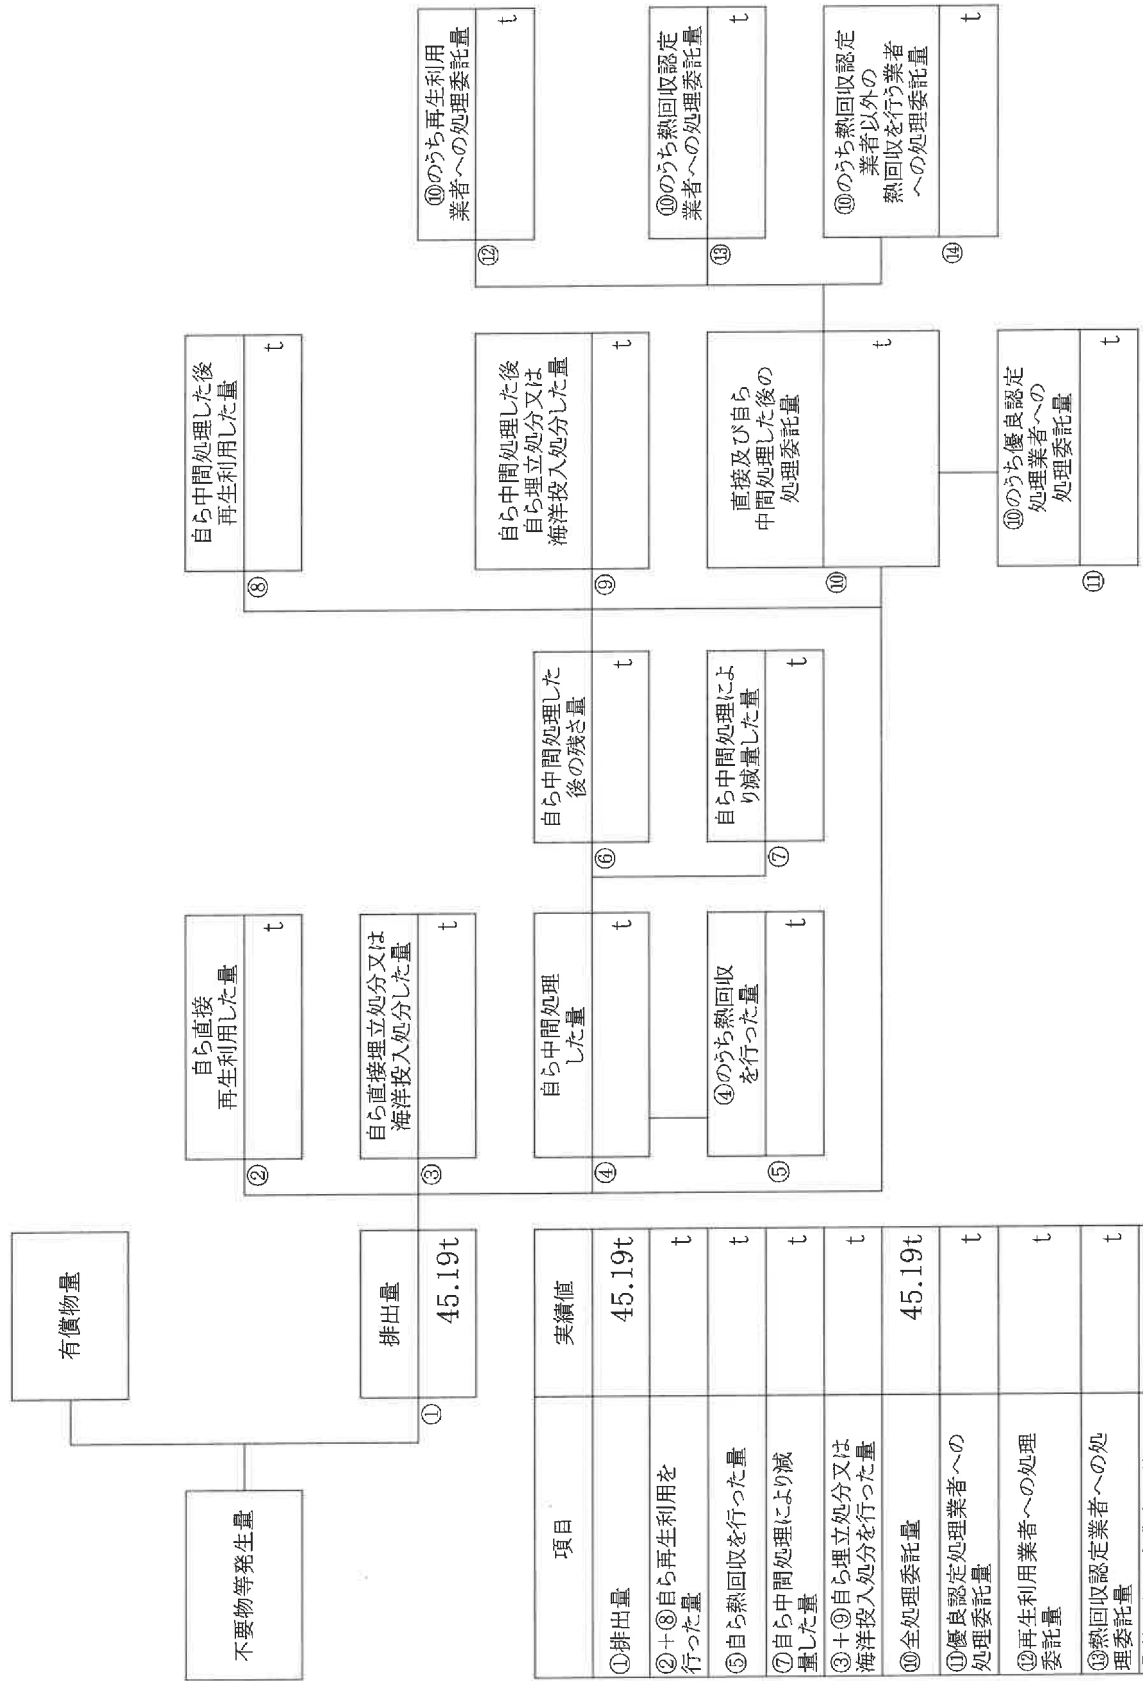 不要物等発生量
有償物量
排出量
①
45.19t
自ら直接
再生利用した量
②
t
自ら直接埋立処分又は
海洋投入処分した量
③
t
自ら中間処理
した量
④
t
④のうち熱回収
を行った量
⑤
t
自ら中間処理した
後の残さ量
⑥
t
自ら中間処理によ
り減量した量
⑦
t
自ら中間処理した後
再生利用した量
⑧
t
自ら中間処理した後
自ら埋立処分又は
海洋投入処分した量
⑨
t
直接及び自ら
中間処理した後の
処理委託量
⑩
t
⑩のうち優良認定
処理業者への
処理委託量
⑪
t
⑩のうち再生利用
業者への処理委託量
⑫
t
⑩のうち熱回収認定
業者への処理委託量
⑬
t
⑩のうち熱回収認定
業者以外の
熱回収を行う業者
への処理委託量
⑭
t
項目 実績値
①排出量 45.19t
②+⑧自ら再生利用を
行った量 t
⑤自ら熱回収を行った量 t
⑦自ら中間処理により減
量した量 t
③+⑨自ら埋立処分又は
海洋投入処分を行った量 t
⑩全処理委託量 45.19t
⑪優良認定処理業者への
処理委託量 t
⑫再生利用業者への処理
委託量 t
⑬熱回収認定業者への処
理委託量 t